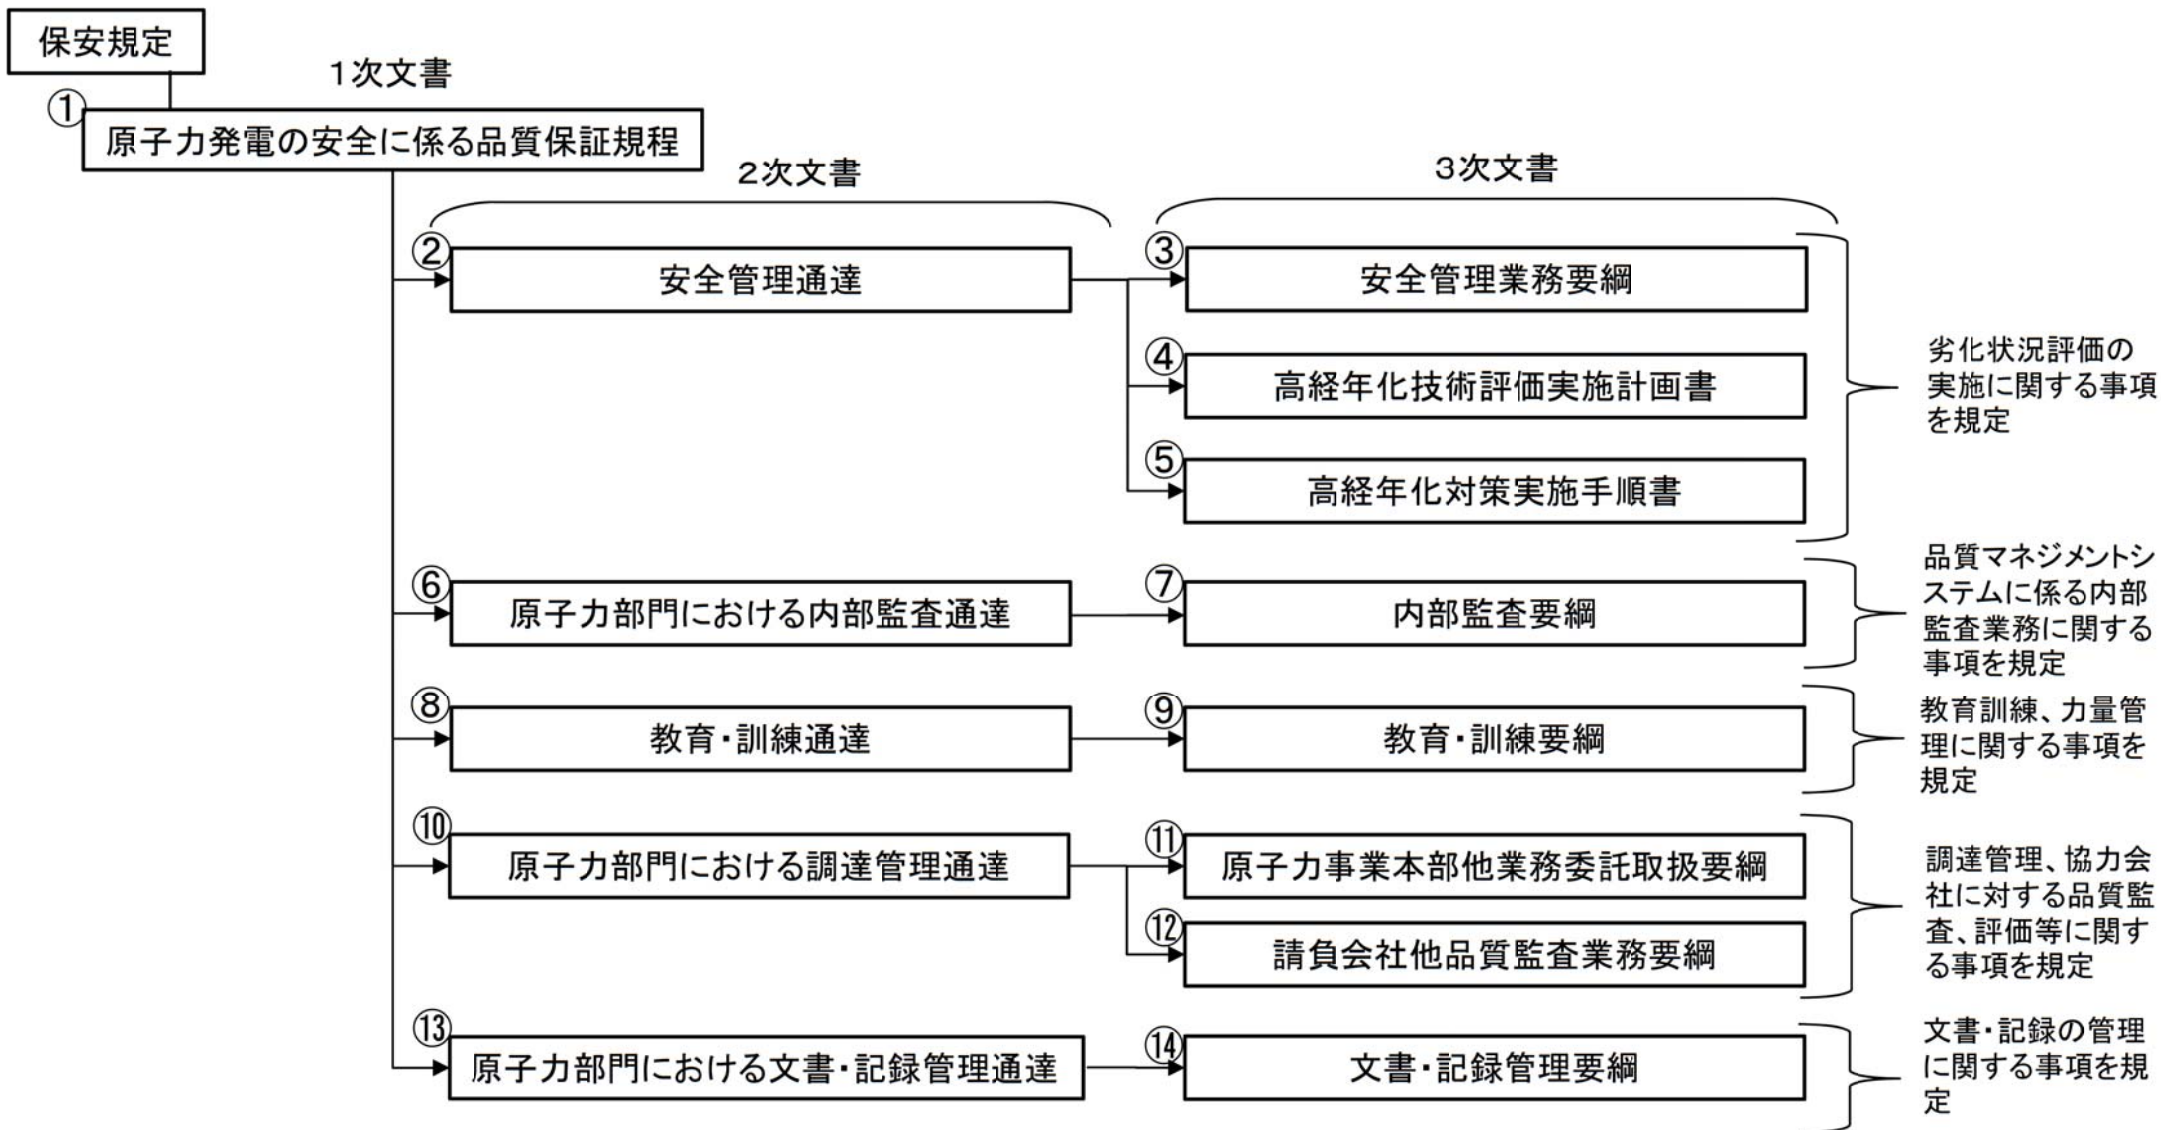 保安規定
1次文書
①
原子力発電の安全に係る品質保証規程
2次文書
3次文書
②
安全管理通達
③
安全管理業務要綱
④
高経年化技術評価実施計画書
⑤
高経年化対策実施手順書
劣化状況評価の
実施に関する事項
を規定
⑥
原子力部門における内部監査通達
⑦
内部監査要綱
品質マネジメントシ
ステムに係る内部
監査業務に関する
事項を規定
⑧
教育・訓練通達
⑨
教育・訓練要綱
教育訓練、力量管
理に関する事項を
規定
⑩
原子力部門における調達管理通達
⑪
原子力事業本部他業務委託取扱要綱
⑫
請負会社他品質監査業務要綱
調達管理、協力会
社に対する品質監
査、評価等に関す
る事項を規定
⑬
原子力部門における文書・記録管理通達
⑭
文書・記録管理要綱
文書・記録の管理
に関する事項を規
定